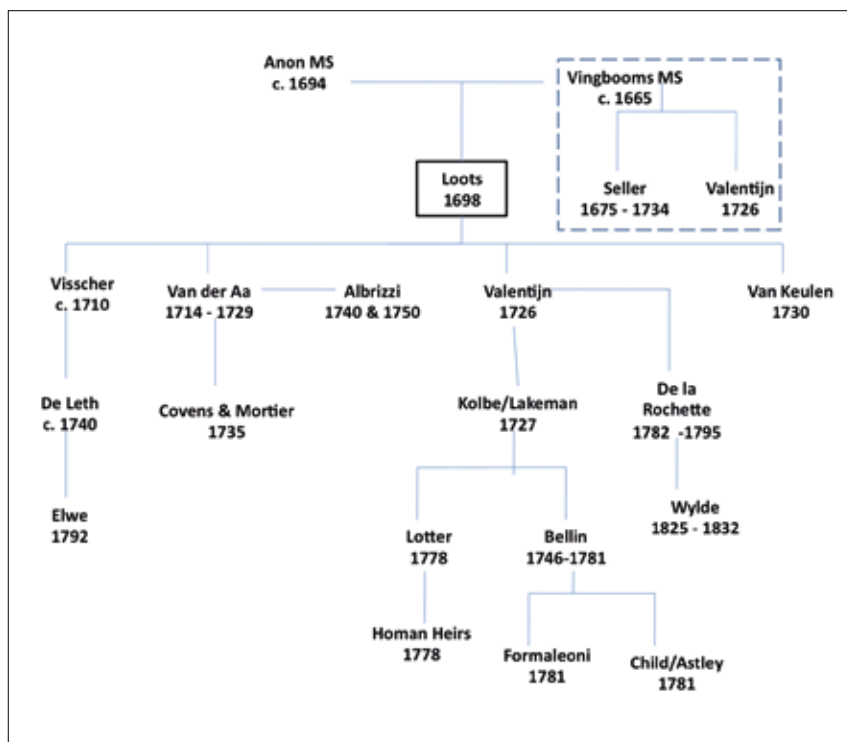 Anon MS
c. 1694
Vingbooms MS
c. 1665
Seller
1675 - 1734
Valentijn
1726
Loots
1698
Visscher
c. 1710
Van der Aa
1714 - 1729
Albrizzi
1740 & 1750
Valentijn
1726
Van Keulen
1730
De Leth
c. 1740
Covens & Mortier
1735
Kolbe/Lakeman
1727
De la
Rochette
1782 -1795
Elwe
1792
Lotter
1778
Bellin
1746-1781
Wylde
1825 - 1832
Homan Heirs
1778
Formaleoni
1781
Child/Astley
1781